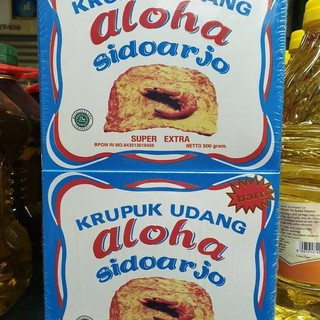 KRUPUK UDANG
aloha
sidoarjo
SUPER EXTRA
NETTO 500 gram.
KRUPUK UDANG
aloha
sidoarjo
baru